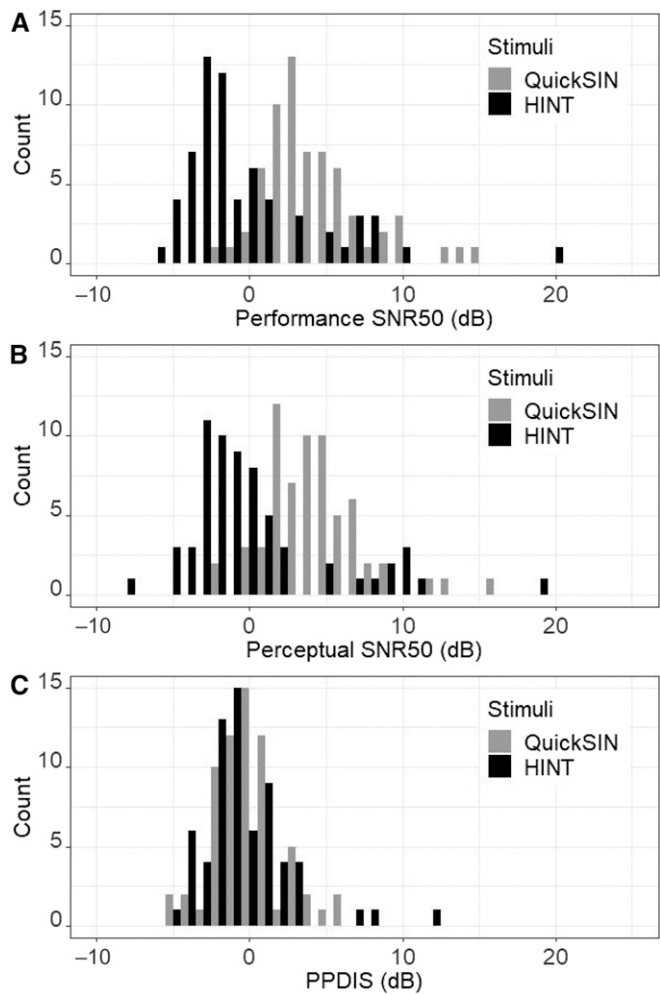 A
15
10
5
0
Count
Stimuli
QuickSIN
HINT
−10 0 10 20
Performance SNR50 (dB)
B
15
10
5
0
Count
Stimuli
QuickSIN
HINT
−10 0 10 20
Perceptual SNR50 (dB)
C
15
10
5
0
Count
Stimuli
QuickSIN
HINT
−10 0 10 20
PPDIS (dB)